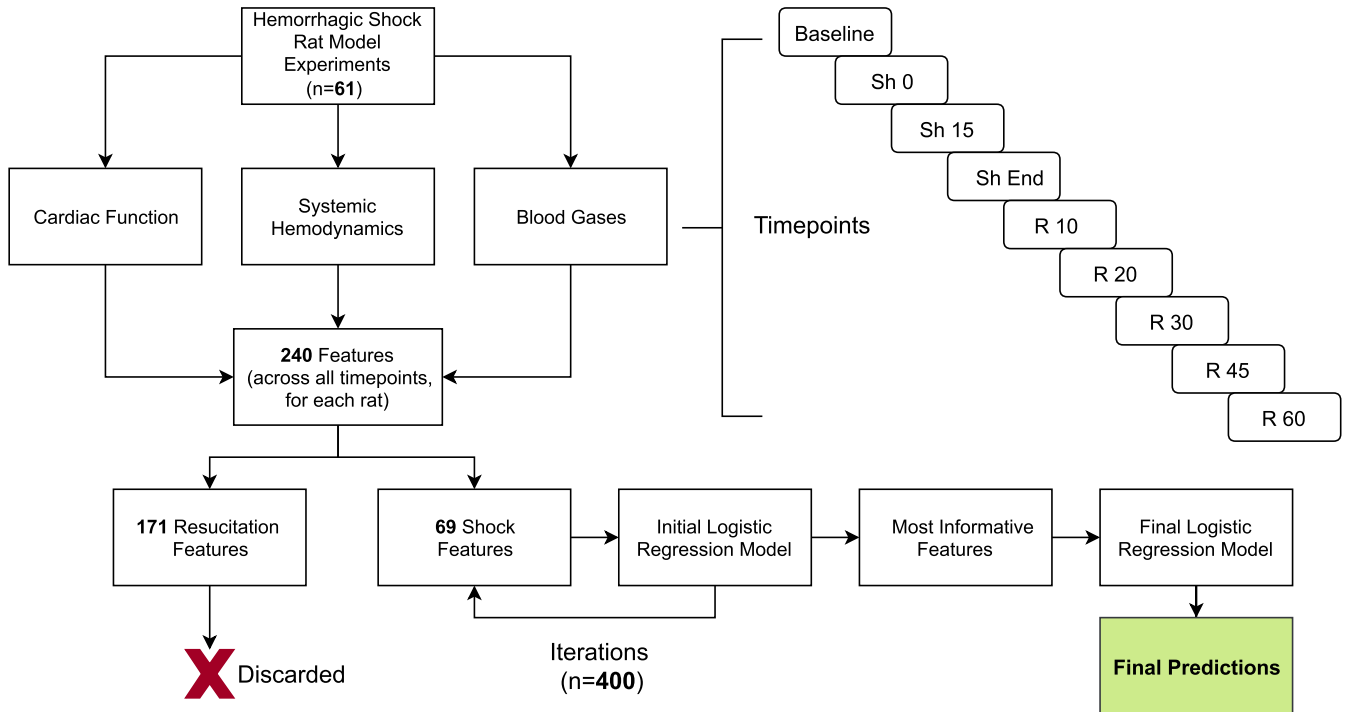 Hemorrhagic Shock
Rat Model
Experiments
(n=61)
Cardiac Function
Systemic
Hemodynamics
Blood Gases
Timepoints
Baseline
Sh 0
Sh 15
Sh End
R 10
R 20
R 30
R 45
R 60
240 Features
(across all timepoints,
for each rat)
171 Resucitation
Features
69 Shock
Features
Initial Logistic
Regression Model
Most Informative
Features
Final Logistic
Regression Model
Discarded
Iterations
(n=400)
Final Predictions